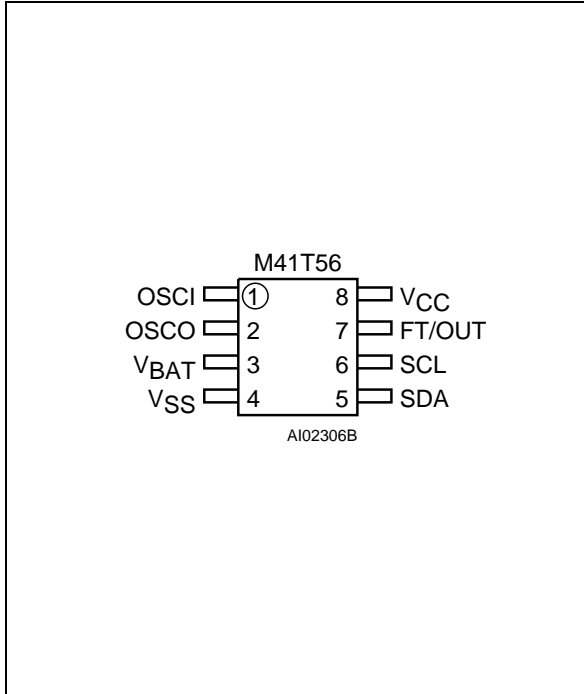 M41T56
OSCI 1 8 VCC
OSCO 2 7 FT/OUT
VBAT 3 6 SCL
VSS 4 5 SDA
AI02306B